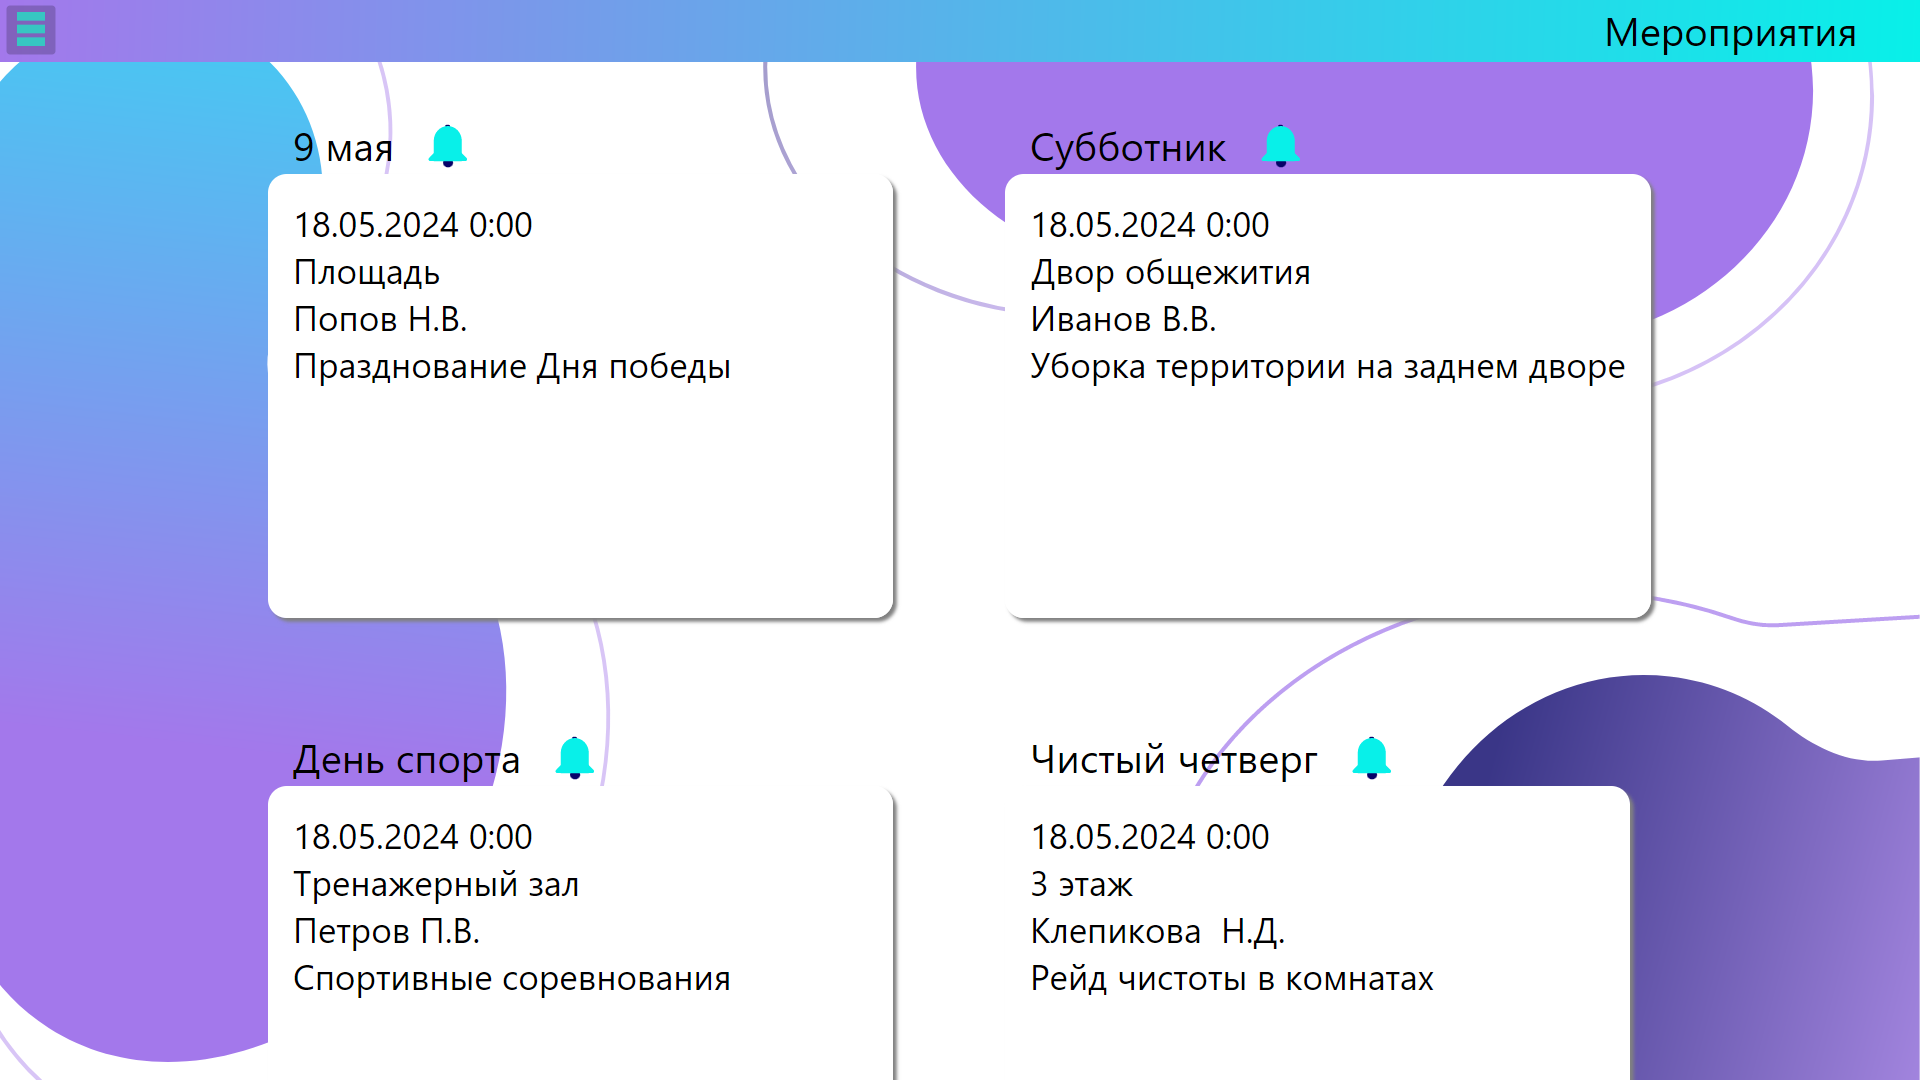 Мероприятия
9 мая
18.05.2024 0:00
Площадь
Попов Н.В.
Празднование Дня победы
Субботник
18.05.2024 0:00
Двор общежития
Иванов В.В.
Уборка территории на заднем дворе
День спорта
18.05.2024 0:00
Тренажерный зал
Петров П.В.
Спортивные соревнования
Чистый четверг
18.05.2024 0:00
3 этаж
Клепикова  Н.Д.
Рейд чистоты в комнатах